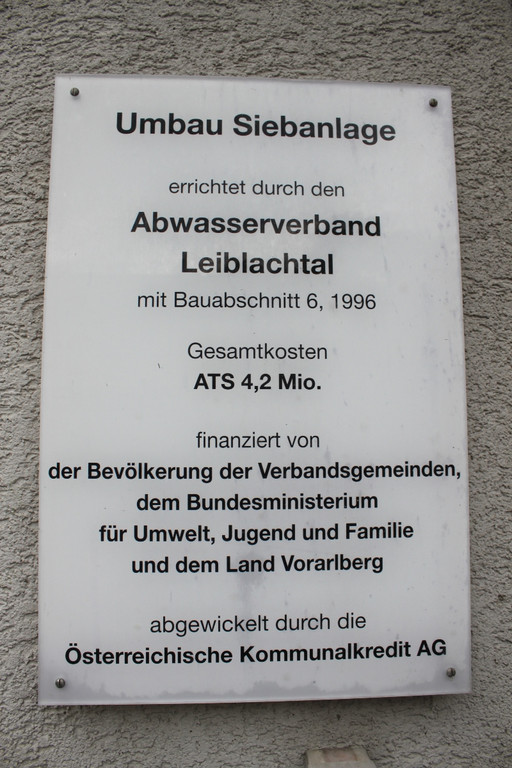 Umbau Siebanlage
errichtet durch den
Abwasserverband
Leiblachtal
mit Bauabschnitt 6, 1996
Gesamtkosten
ATS 4,2 Mio.
finanziert von
der Bevölkerung der Verbandsgemeinden,
dem Bundesministerium
für Umwelt, Jugend und Familie
und dem Land Vorarlberg
abgewickelt durch die
Österreichische Kommunalkredit AG